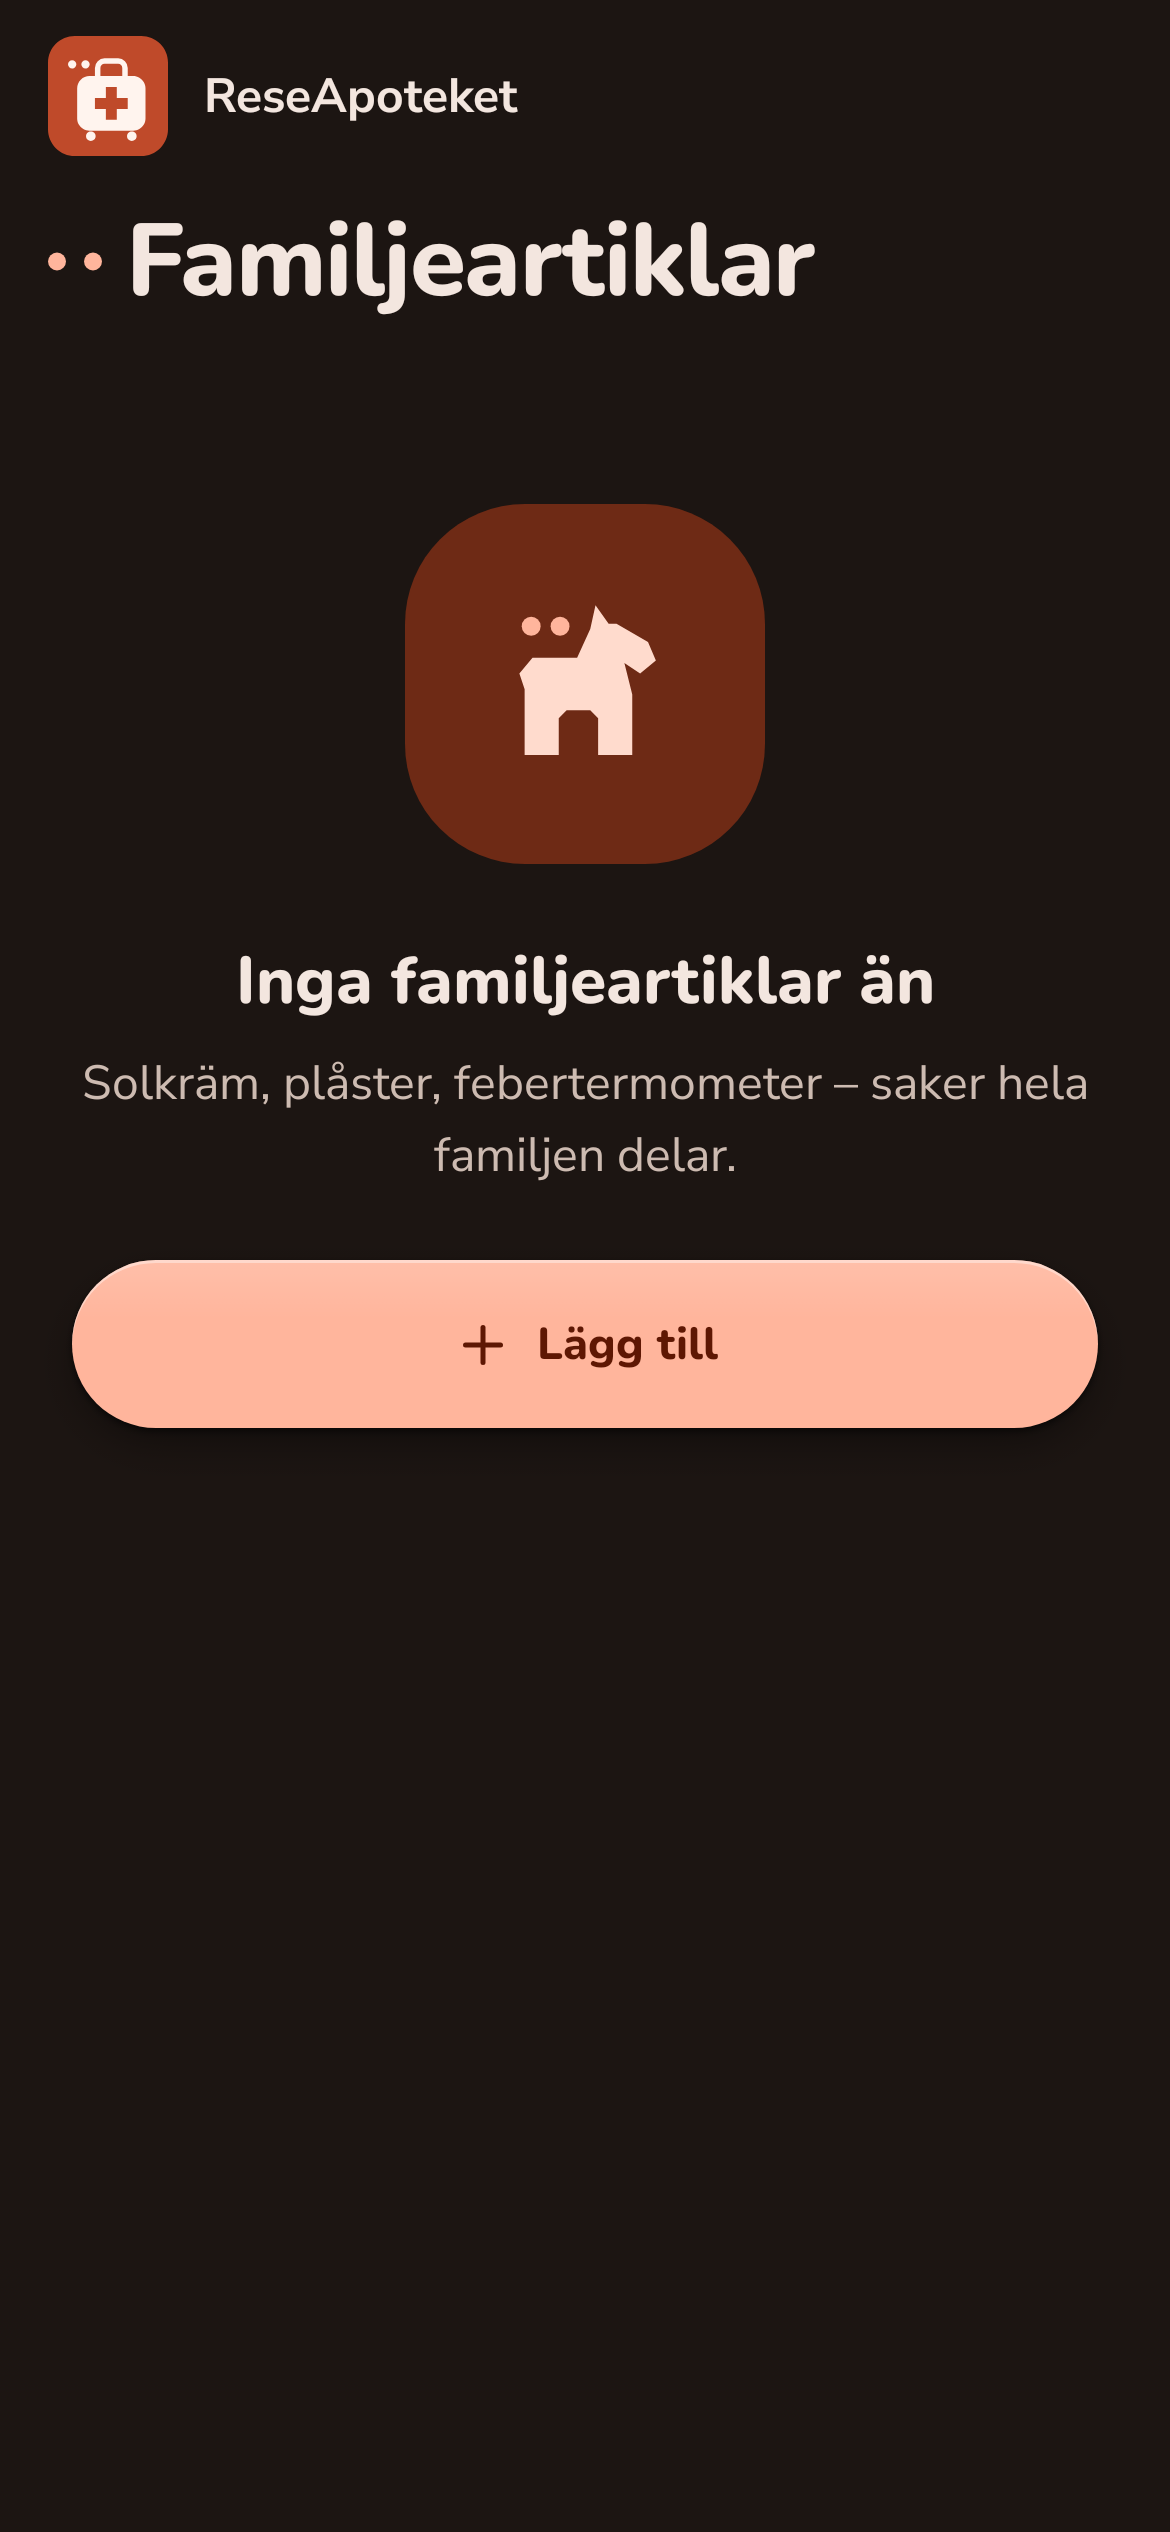 ReseApoteket
Familjeartiklar
Inga familjeartiklar än
Solkräm, plåster, febertermometer – saker hela
familjen delar.
Lägg till